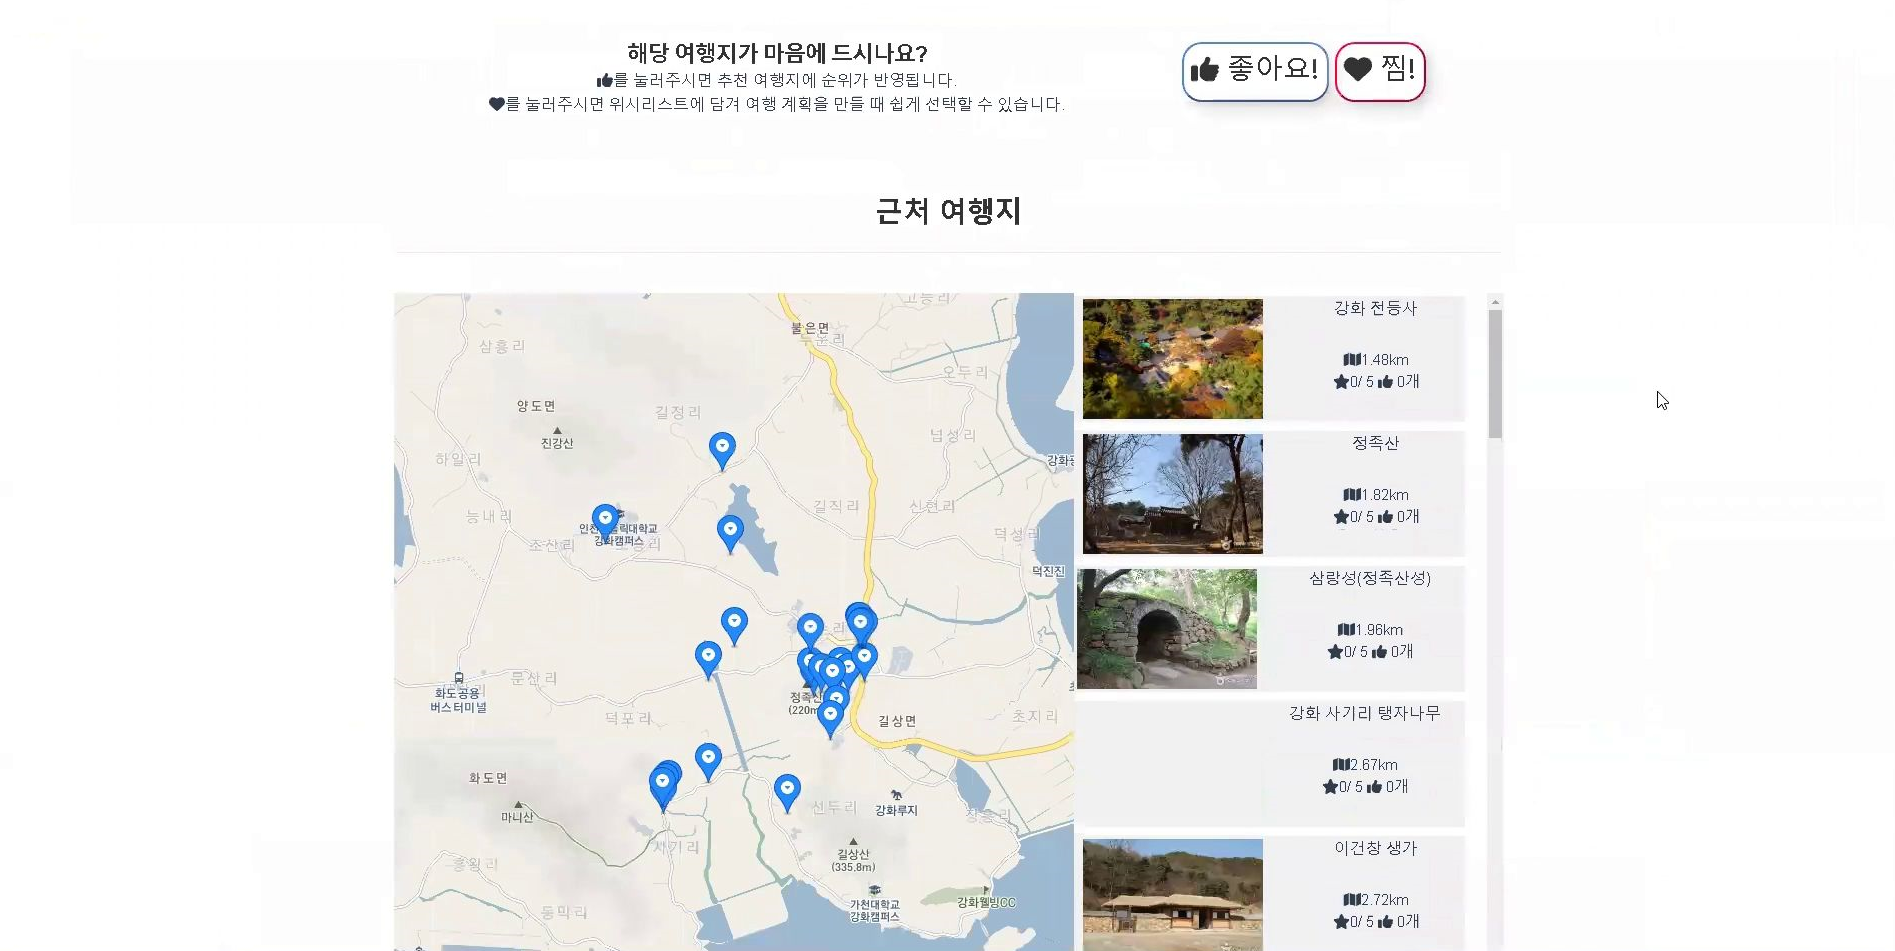 해당 여행지가 마음에 드시나요?
를 눌러주시면 추천 여행지에 순위가 반영됩니다.
를 눌러주시면 위시리스트에 담겨 여행 계획을 만들 때 쉽게 선택할 수 있습니다.
좋아요!
찜!
근처 여행지
고능리
불은면
두운리
삼흥리
오두리
양도면
길정리
진강산
넙성리
하일리
능내리
길직리
신현리
강화캠퍼스
조산리
덕성리
덕진진
화도공용
버스터미널
문산리
덕포리
정족산
(220m
길상면
초지리
화도면
마니산
선두리
강화루지
사기리
길상산
(335.8m)
흥왕리
가천대학교
강화캠퍼스
강화웰빙CC
동막리
강화 전등사
1.48km
0/ 5 0개
정족산
1.82km
0/ 5 0개
삼랑성(정족산성)
1.96km
0/ 5 0개
강화 사기리 탱자나무
2.67km
0/ 5 0개
이건창 생가
2.72km
0/ 5 0개